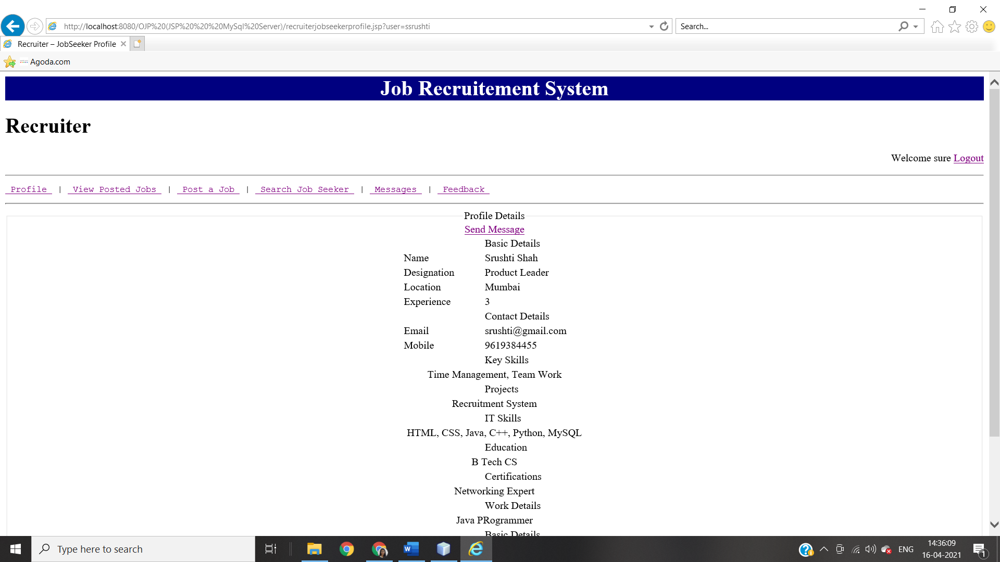 http://localhost:8080/OJP%20(JSP%20%20%20MySql%20Server)/recruiterjobseekerprofile.jsp?user=ssrushti
Search...
Recruiter – JobSeeker Profile
Agoda.com
Job Recruitement System
Recruiter
Welcome sure Logout
Profile | View Posted Jobs | Post a Job | Search Job Seeker | Messages | Feedback
Profile Details
Send Message
Basic Details
Name Srushti Shah
Designation Product Leader
Location Mumbai
Experience 3
Contact Details
Email srushti@gmail.com
Mobile 9619384455
Key Skills
Time Management, Team Work
Projects
Recruitment System
IT Skills
HTML, CSS, Java, C++, Python, MySQL
Education
B Tech CS
Certifications
Networking Expert
Work Details
Java PRogrammer
Basic Details
Type here to search
ENG
14:36:09
16-04-2021
1